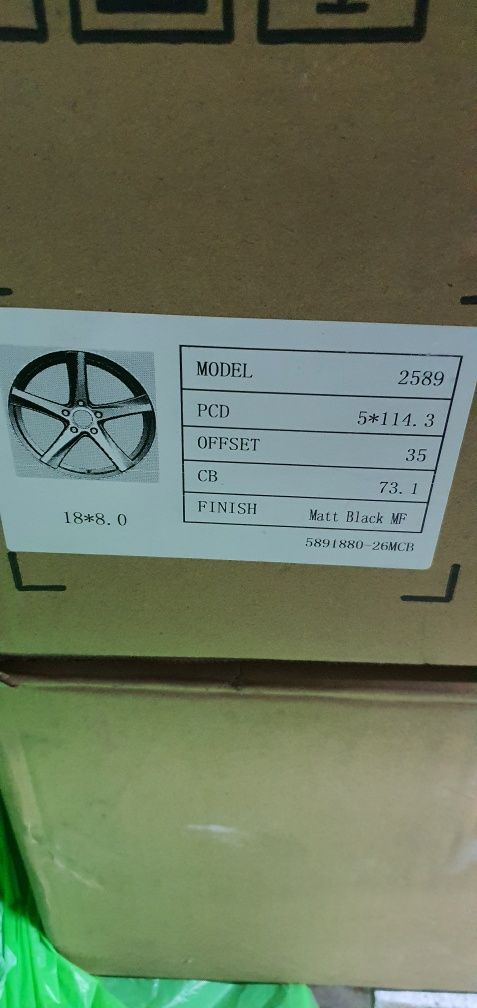 MODEL 2589
PCD 5*114.3
OFFSET 35
CB 73.1
FINISH Matt Black MF
18*8.0
5891880-26MCB